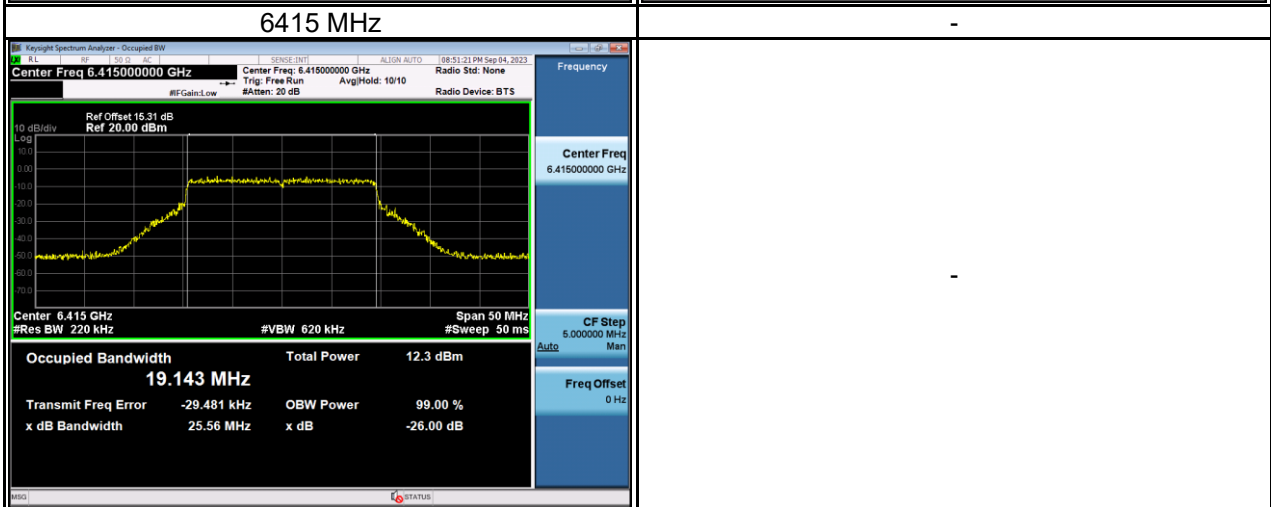 6415 MHz
-
Keysight Spectrum Analyzer - Occupied BW
RL RF 50 Ω AC SENSE:INT ALIGN AUTO 08:51:21 PM Sep 04, 2023
Center Freq 6.415000000 GHz
Center Freq: 6.415000000 GHz
Radio Std: None
Trig: Free Run Avg|Hold: 10/10
#IFGain:Low
#Atten: 20 dB
Radio Device: BTS
Frequency
Ref Offset 15.31 dB
10 dB/div Ref 20.00 dBm
Log
10.0
0.00
-10.0
-20.0
-30.0
-40.0
-50.0
-60.0
-70.0
Center 6.415 GHz
Span 50 MHz
#Res BW 220 kHz
#VBW 620 kHz
#Sweep 50 ms
Center Freq
6.415000000 GHz
CF Step
5.000000 MHz
Auto Man
Freq Offset
0 Hz
Occupied Bandwidth
Total Power 12.3 dBm
19.143 MHz
Transmit Freq Error -29.481 kHz OBW Power 99.00 %
x dB Bandwidth 25.56 MHz x dB -26.00 dB
MSG
STATUS
-